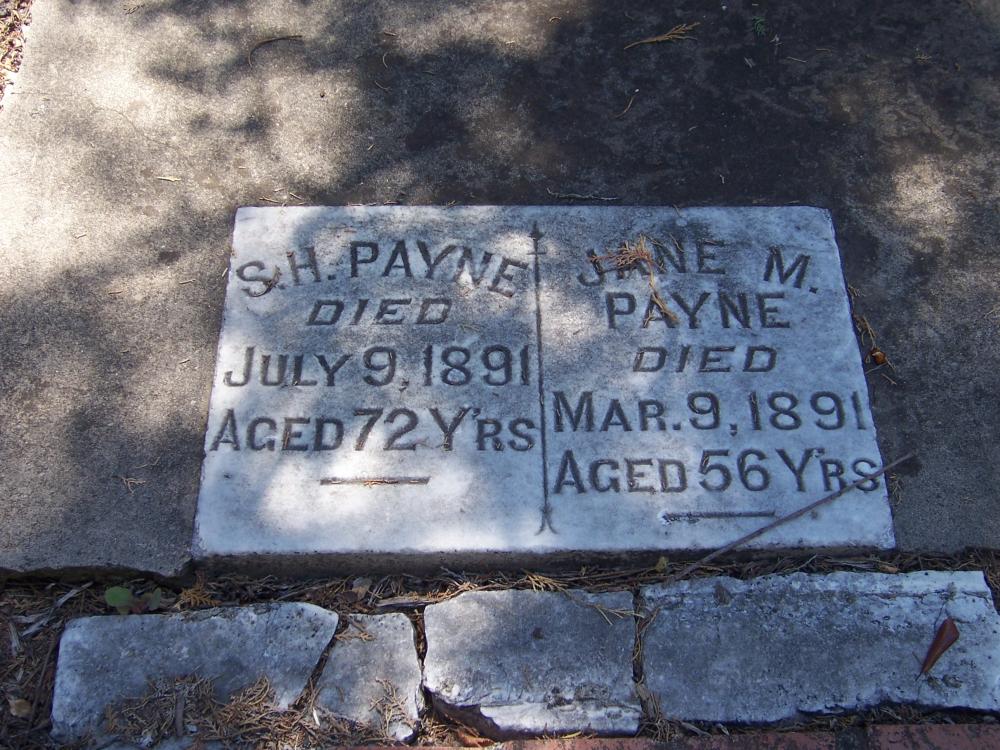 S.H. PAYNE
DIED
JULY 9, 1891
AGED 72 Y'RS
JANE M.
PAYNE
DIED
MAR. 9, 1891
AGED 56 Y'RS